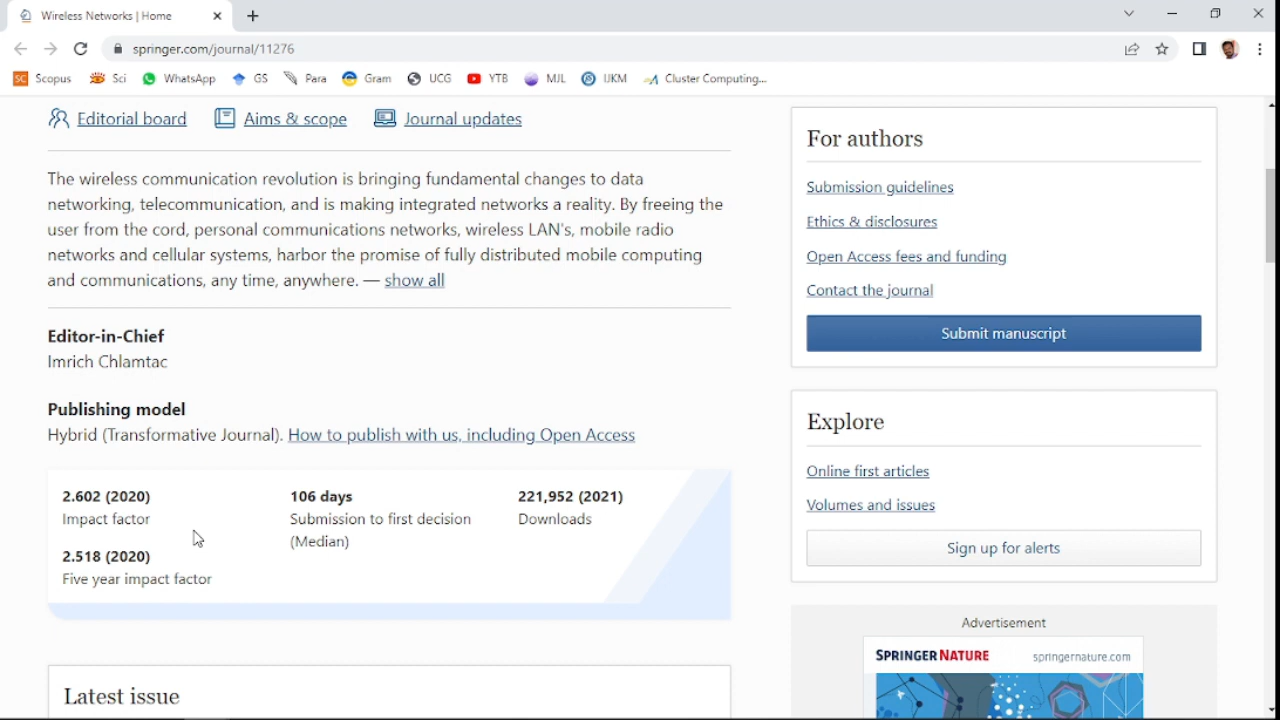 Wireless Networks | Home
springer.com/journal/11276
SC Scopus Sci WhatsApp GS Para Gram UCG YTB MJL UKM Cluster Computing...
Editorial board Aims & scope Journal updates
The wireless communication revolution is bringing fundamental changes to data
networking, telecommunication, and is making integrated networks a reality. By freeing the
user from the cord, personal communications networks, wireless LAN's, mobile radio
networks and cellular systems, harbor the promise of fully distributed mobile computing
and communications, any time, anywhere. — show all
Editor-in-Chief
Imrich Chlamtac
Publishing model
Hybrid (Transformative Journal). How to publish with us, including Open Access
2.602 (2020)
Impact factor
2.518 (2020)
Five year impact factor
106 days
Submission to first decision
(Median)
221,952 (2021)
Downloads
Latest issue
For authors
Submission guidelines
Ethics & disclosures
Open Access fees and funding
Contact the journal
Submit manuscript
Explore
Online first articles
Volumes and issues
Sign up for alerts
Advertisement
SPRINGER NATURE springernature.com